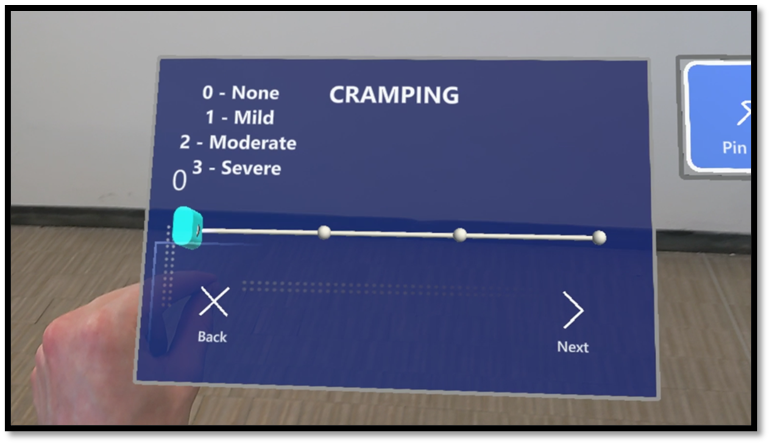 0 - None
CRAMPING
1 - Mild
2 - Moderate
3 - Severe
0
Pin
Back
Next